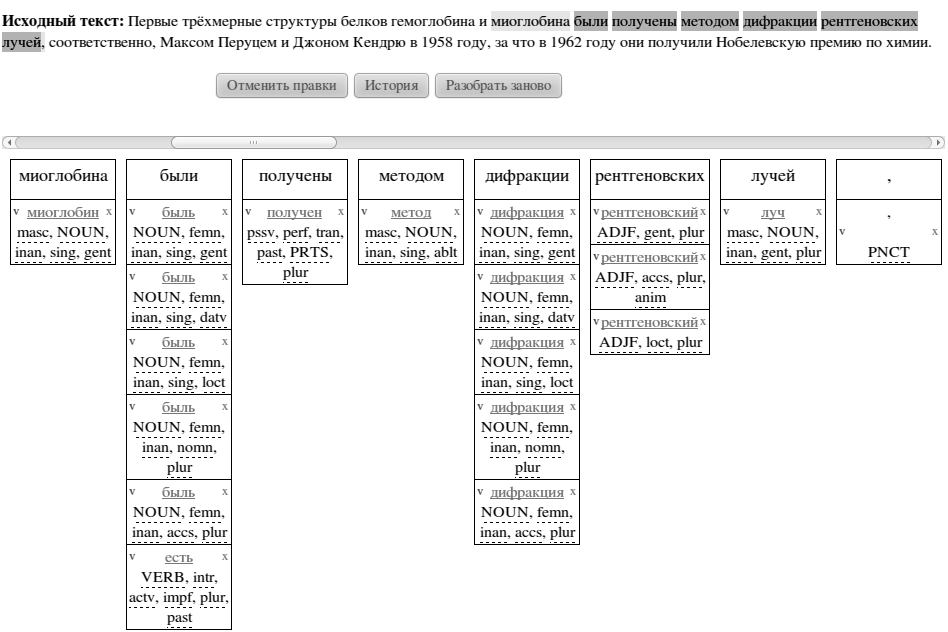 Исходный текст: Первые трёхмерные структуры белков гемоглобина и миоглобина были получены методом дифракции рентгеновских
лучей, соответственно, Максом Перуцем и Джоном Кендрю в 1958 году, за что в 1962 году они получили Нобелевскую премию по химии.
Отменить правки История Разобрать заново
миоглобина
v миоглобин x
masc, NOUN,
inan, sing, gent
были
v быль x
NOUN, femn,
inan, sing, gent
v быль x
NOUN, femn,
inan, sing, datv
v быль x
NOUN, femn,
inan, sing, loct
v быль x
NOUN, femn,
inan, nomn,
plur
v быль x
NOUN, femn,
inan, accs, plur
v есть x
VERB, intr,
actv, impf, plur,
past
получены
v получен x
pssv, perf, tran,
past, PRTS,
plur
методом
v метод x
masc, NOUN,
inan, sing, ablt
дифракции
v дифракция x
NOUN, femn,
inan, sing, gent
v дифракция x
NOUN, femn,
inan, sing, datv
v дифракция x
NOUN, femn,
inan, sing, loct
v дифракция x
NOUN, femn,
inan, nomn,
plur
v дифракция x
NOUN, femn,
inan, accs, plur
рентгеновских
v рентгеновский x
ADJF, gent, plur
v рентгеновский x
ADJF, accs, plur,
anim
v рентгеновский x
ADJF, loct, plur
лучей
v луч x
masc, NOUN,
inan, gent, plur
,
,
v x
PNCT